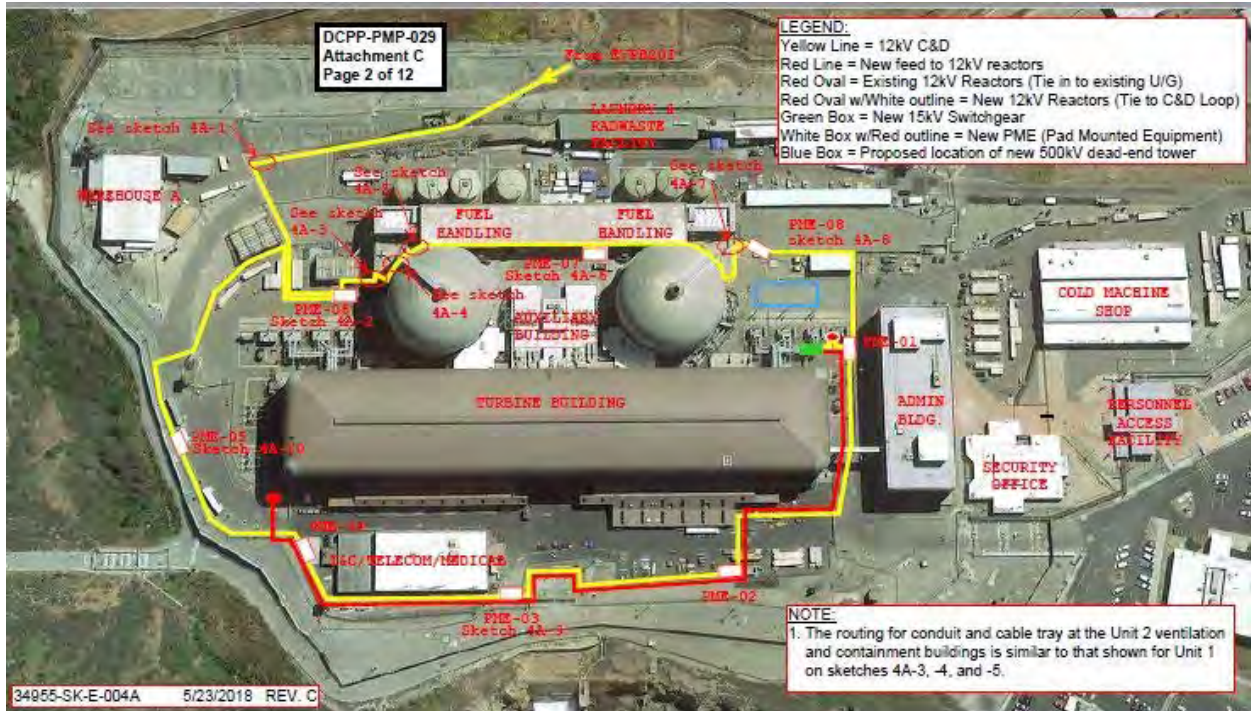 DCPP-PMP-029
Attachment C
Page 2 of 12
LEGEND:
Yellow Line = 12kV C&D
Red Line = New feed to 12kV reactors
Red Oval = Existing 12kV Reactors (Tie in to existing U/G)
Red Oval w/White outline = New 12kV Reactors (Tie to C&D Loop)
Green Box = New 15kV Switchgear
White Box w/Red outline = New PME (Pad Mounted Equipment)
Blue Box = Proposed location of new 500kV dead-end tower
From
LAUNDRY &
RADWASTE
FACILITY
See sketch 4A-1
WAREHOUSE A
See sketch
See sketch
4A-7
See sketch
4A-3
FUEL
HANDLING
FUEL
HANDLING
PME-08
sketch 4A-8
PME-07
Sketch 4A-6
See sketch
4A-4
PME-06
Sketch 4A-2
AUXILIARY
BUILDING
COLD MACHINE
SHOP
PME-01
TURBINE BUILDING
ADMIN
BLDG.
PERSONNEL
ACCESS
FACILITY
PME-05
Sketch 4A-10
SECURITY
OFFICE
PME-04
I&C/TELECOM/MEDICAL
PME-02
PME-03
Sketch 4A-9
NOTE:
1. The routing for conduit and cable tray at the Unit 2 ventilation
and containment buildings is similar to that shown for Unit 1
on sketches 4A-3, -4, and -5.
34955-SK-E-004A 5/23/2018 REV. C